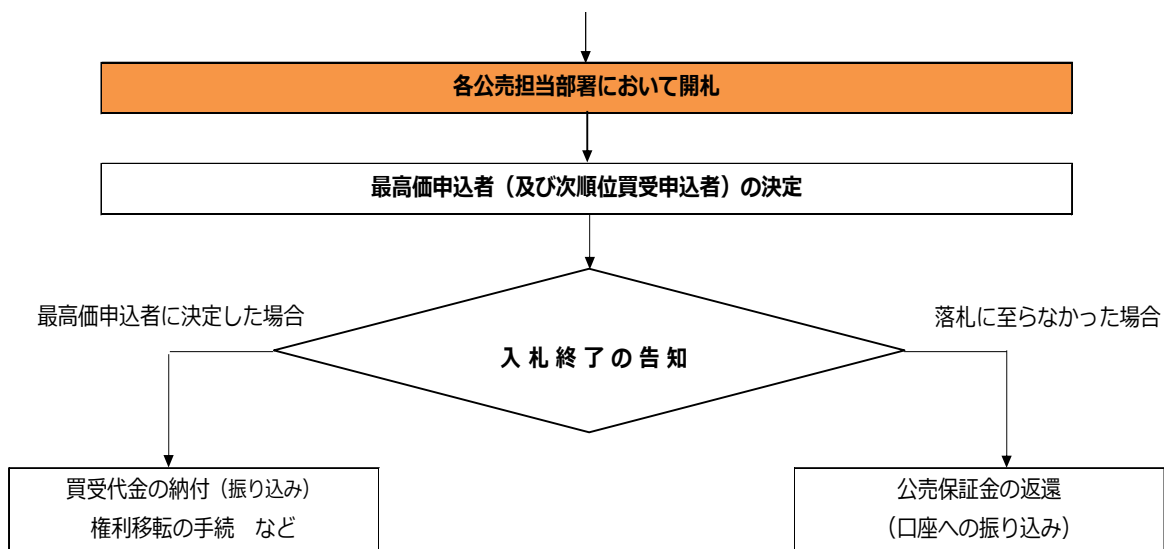 各公売担当部署において開札
最高価申込者（及び次順位買受申込者）の決定
最高価申込者に決定した場合
落札に至らなかった場合
入札終了の告知
買受代金の納付（振り込み）
権利移転の手続　など
公売保証金の返還
（口座への振り込み）